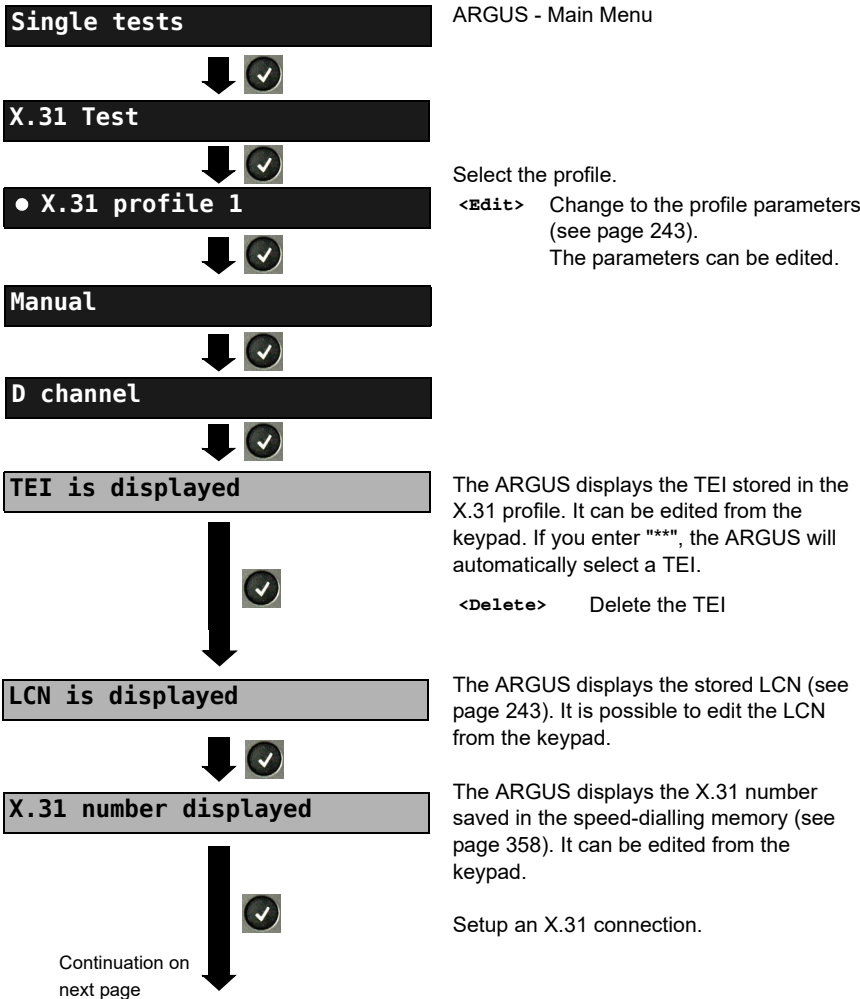 Single tests
ARGUS - Main Menu
X.31 Test
Select the profile.
● X.31 profile 1
<Edit> Change to the profile parameters
(see page 243).
The parameters can be edited.
Manual
D channel
TEI is displayed
The ARGUS displays the TEI stored in the
X.31 profile. It can be edited from the
keypad. If you enter "**", the ARGUS will
automatically select a TEI.
<Delete> Delete the TEI
LCN is displayed
The ARGUS displays the stored LCN (see
page 243). It is possible to edit the LCN
from the keypad.
X.31 number displayed
The ARGUS displays the X.31 number
saved in the speed-dialling memory (see
page 358). It can be edited from the
keypad.
Setup an X.31 connection.
Continuation on
next page